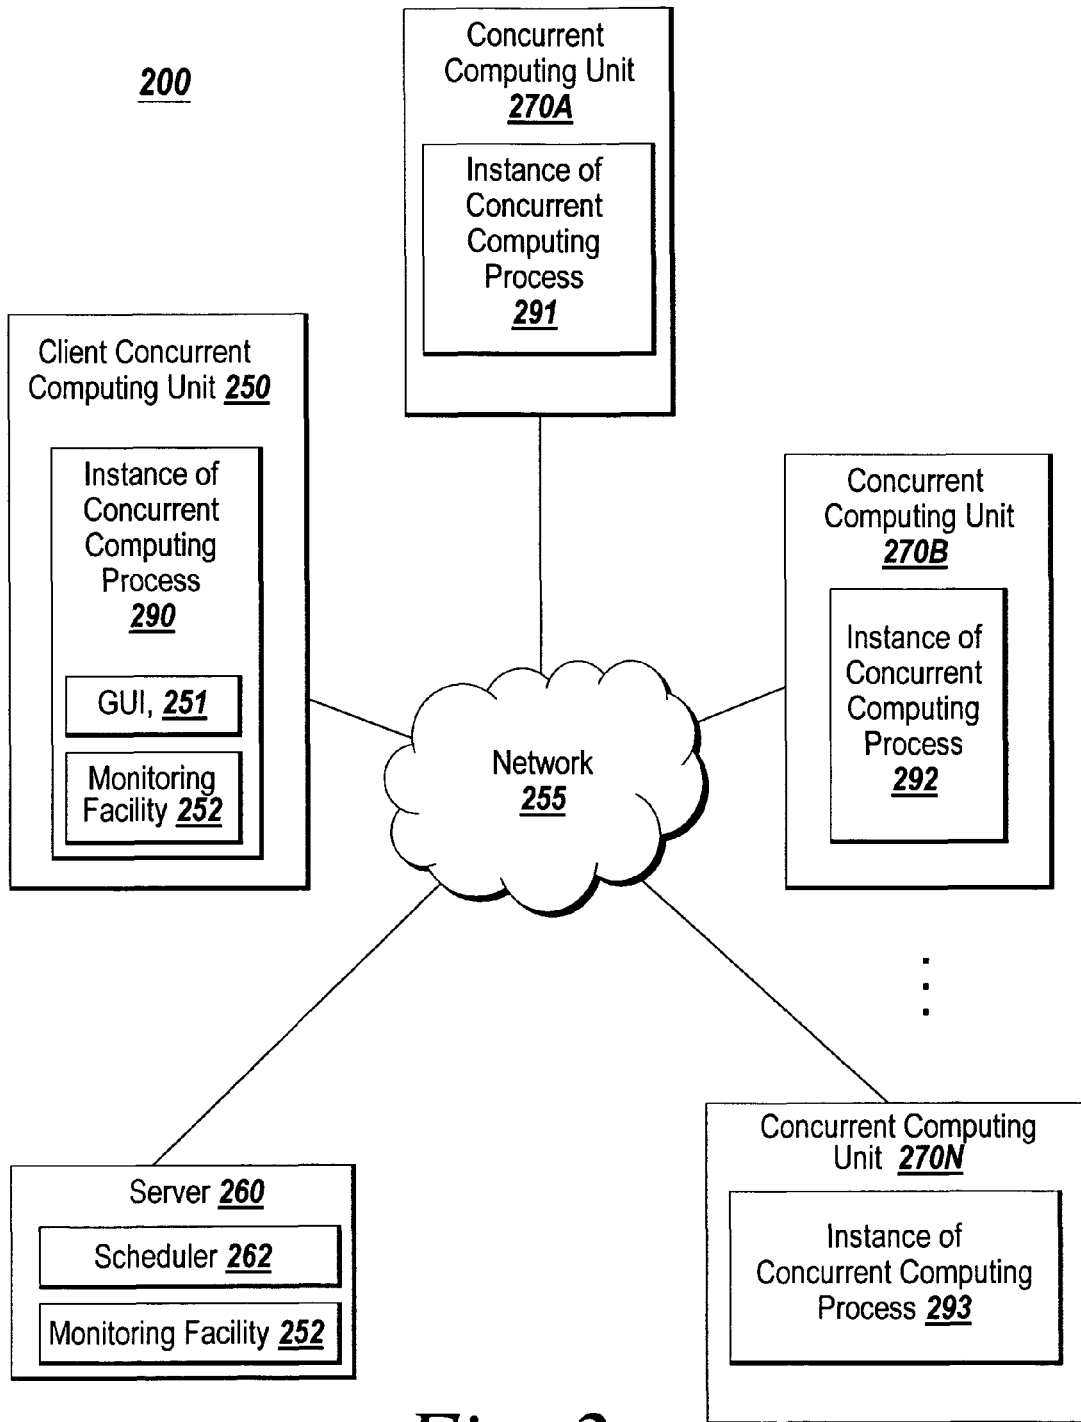 200
Concurrent
Computing Unit
270A
Instance of
Concurrent
Computing
Process
291
Client Concurrent
Computing Unit 250
Instance of
Concurrent
Computing
Process
290
GUI, 251
Monitoring
Facility 252
Concurrent
Computing Unit
270B
Instance of
Concurrent
Computing
Process
292
Network
255
Server 260
Scheduler 262
Monitoring Facility 252
Concurrent Computing
Unit 270N
Instance of
Concurrent Computing
Process 293